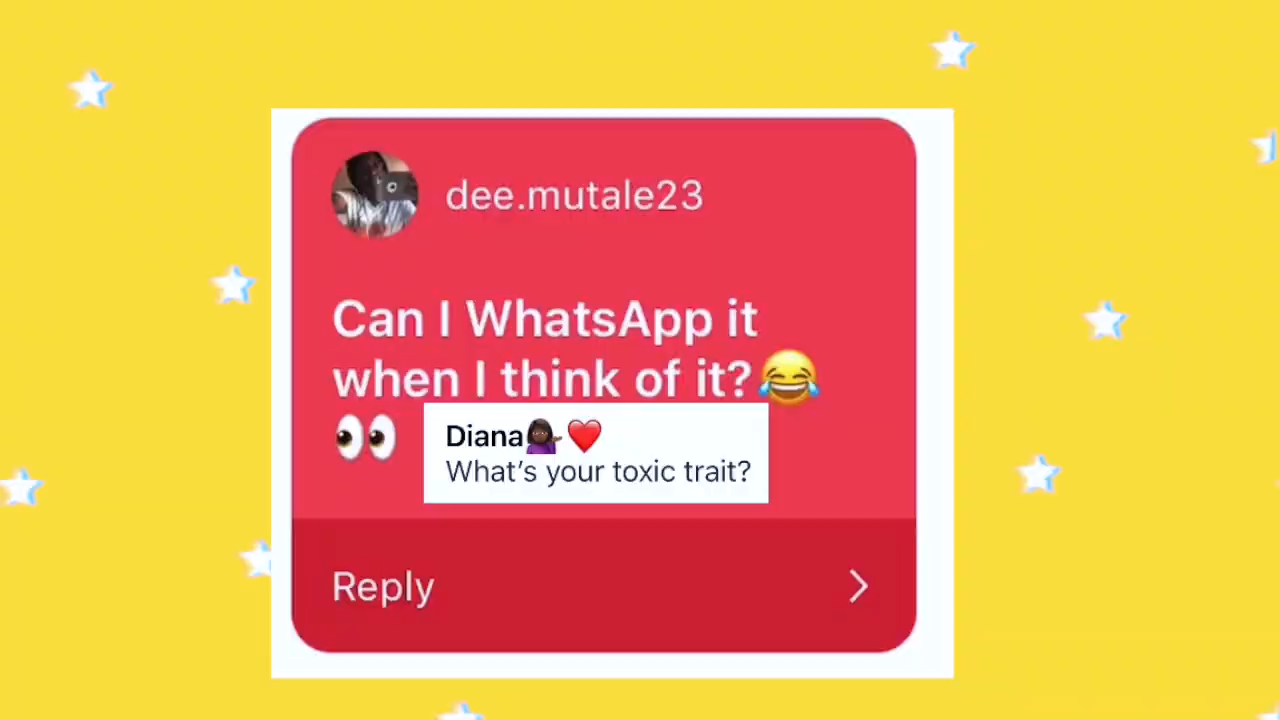 dee.mutale23
Can I WhatsApp it
when I think of it?😂
👀
Diana💁🏿‍♀️❤️
What's your toxic trait?
Reply